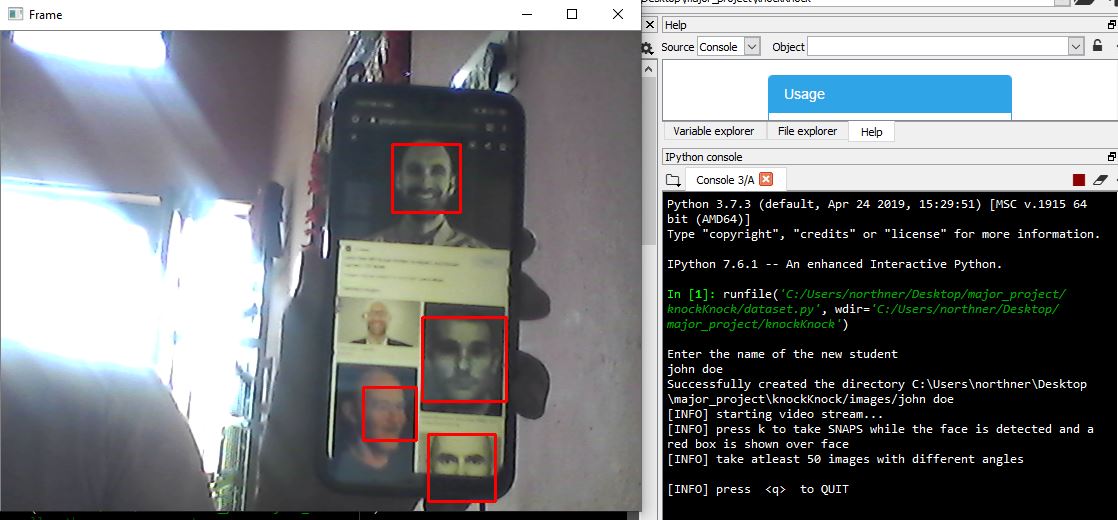 Frame
Desktop\major_project\knockKnock
Help
Source Console Object
Usage
Variable explorer File explorer Help
IPython console
Console 3/A
Python 3.7.3 (default, Apr 24 2019, 15:29:51) [MSC v.1915 64
bit (AMD64)]
Type "copyright", "credits" or "license" for more information.
IPython 7.6.1 -- An enhanced Interactive Python.
In [1]: runfile('C:/Users/northner/Desktop/major_project/
knockKnock/dataset.py', wdir='C:/Users/northner/Desktop/
major_project/knockKnock')
Enter the name of the new student
john doe
Successfully created the directory C:\Users\northner\Desktop
\major_project\knockKnock/images/john doe
[INFO] starting video stream...
[INFO] press k to take SNAPS while the face is detected and a
red box is shown over face
[INFO] take atleast 50 images with different angles
[INFO] press  <q>  to QUIT